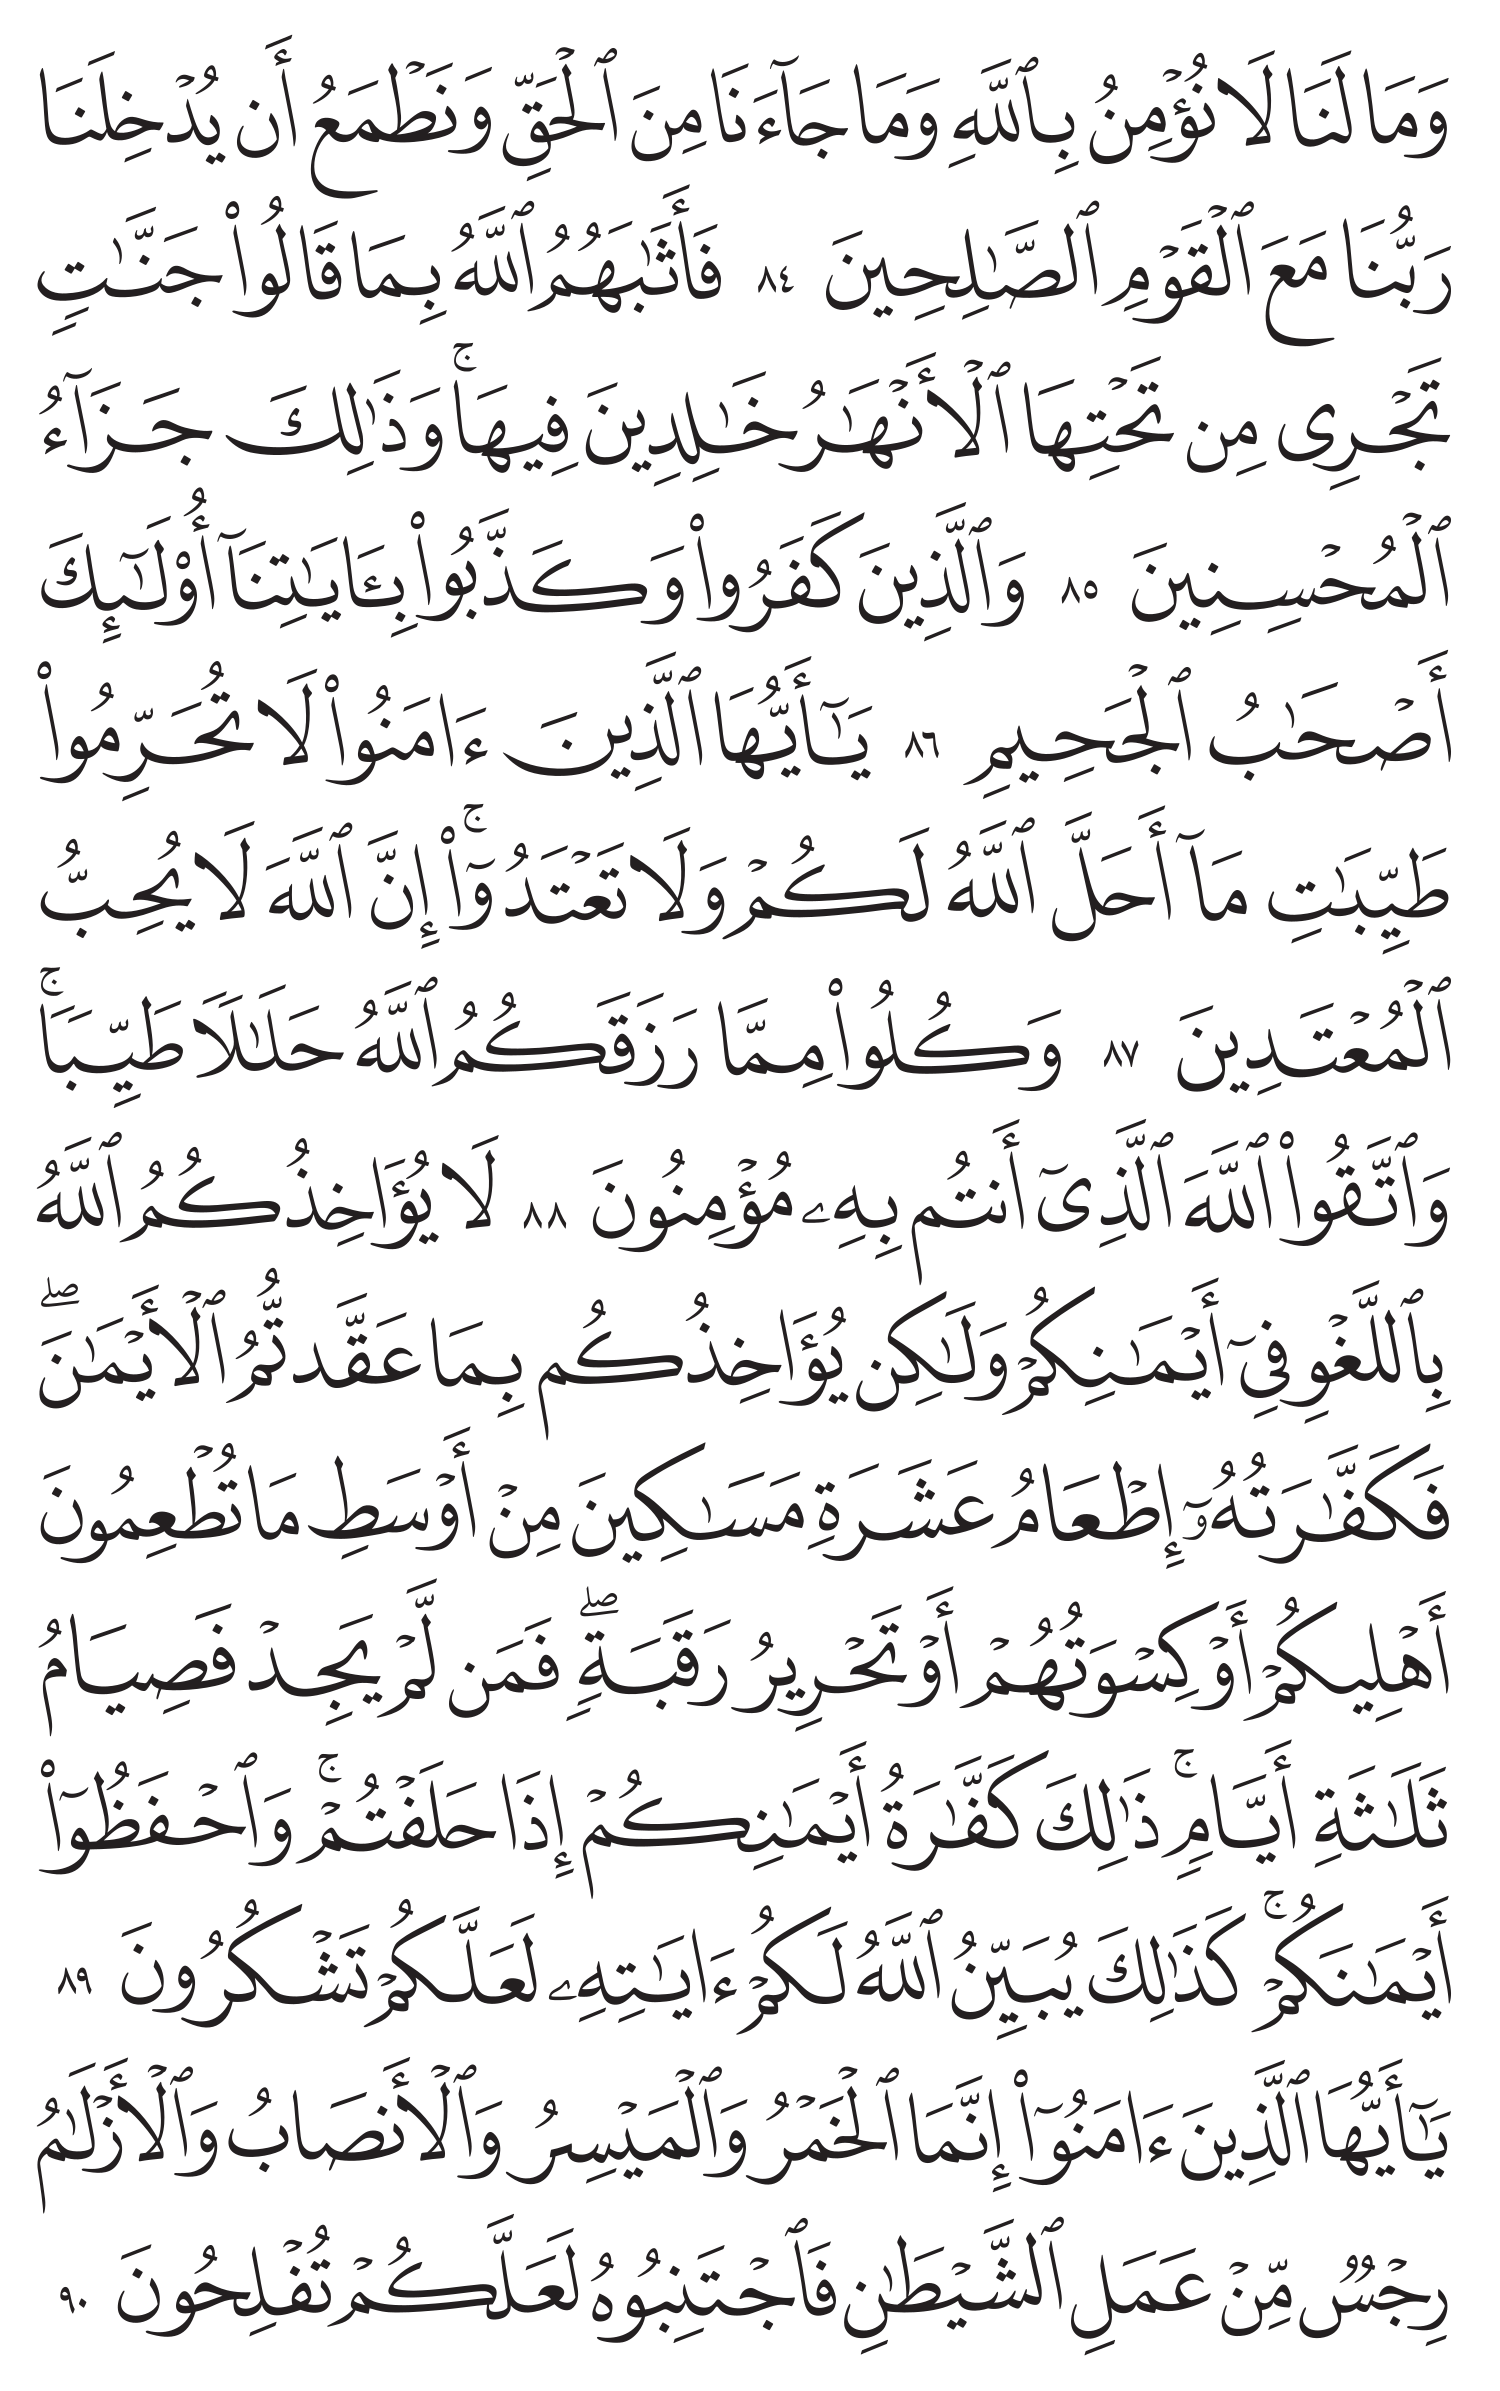 وَمَا لَنَا لَا نُؤْمِنُ بِٱللَّهِ وَمَا جَآءَنَا مِنَ ٱلْحَقِّ وَنَطْمَعُ أَن يُدْخِلَنَا
رَبُّنَا مَعَ ٱلْقَوْمِ ٱلصَّٰلِحِينَ ٨٤ فَأَثَٰبَهُمُ ٱللَّهُ بِمَا قَالُوا۟ جَنَّٰتٍ
تَجْرِى مِن تَحْتِهَا ٱلْأَنْهَٰرُ خَٰلِدِينَ فِيهَا ۚ وَذَٰلِكَ جَزَآءُ
ٱلْمُحْسِنِينَ ٨٥ وَٱلَّذِينَ كَفَرُوا۟ وَكَذَّبُوا۟ بِـَٔايَٰتِنَآ أُو۟لَٰٓئِكَ
أَصْحَٰبُ ٱلْجَحِيمِ ٨٦ يَٰٓأَيُّهَا ٱلَّذِينَ ءَامَنُوا۟ لَا تُحَرِّمُوا۟
طَيِّبَٰتِ مَآ أَحَلَّ ٱللَّهُ لَكُمْ وَلَا تَعْتَدُوٓا۟ ۚ إِنَّ ٱللَّهَ لَا يُحِبُّ
ٱلْمُعْتَدِينَ ٨٧ وَكُلُوا۟ مِمَّا رَزَقَكُمُ ٱللَّهُ حَلَٰلًا طَيِّبًا ۚ
وَٱتَّقُوا۟ ٱللَّهَ ٱلَّذِىٓ أَنتُم بِهِۦ مُؤْمِنُونَ ٨٨ لَا يُؤَاخِذُكُمُ ٱللَّهُ
بِٱللَّغْوِ فِىٓ أَيْمَٰنِكُمْ وَلَٰكِن يُؤَاخِذُكُم بِمَا عَقَّدتُّمُ ٱلْأَيْمَٰنَ ۖ
فَكَفَّٰرَتُهُۥٓ إِطْعَامُ عَشَرَةِ مَسَٰكِينَ مِنْ أَوْسَطِ مَا تُطْعِمُونَ
أَهْلِيكُمْ أَوْ كِسْوَتُهُمْ أَوْ تَحْرِيرُ رَقَبَةٍ ۖ فَمَن لَّمْ يَجِدْ فَصِيَامُ
ثَلَٰثَةِ أَيَّامٍ ۚ ذَٰلِكَ كَفَّٰرَةُ أَيْمَٰنِكُمْ إِذَا حَلَفْتُمْ ۚ وَٱحْفَظُوٓا۟
أَيْمَٰنَكُمْ ۚ كَذَٰلِكَ يُبَيِّنُ ٱللَّهُ لَكُمْ ءَايَٰتِهِۦ لَعَلَّكُمْ تَشْكُرُونَ ٨٩
يَٰٓأَيُّهَا ٱلَّذِينَ ءَامَنُوٓا۟ إِنَّمَا ٱلْخَمْرُ وَٱلْمَيْسِرُ وَٱلْأَنصَابُ وَٱلْأَزْلَٰمُ
رِجْسٌ مِّنْ عَمَلِ ٱلشَّيْطَٰنِ فَٱجْتَنِبُوهُ لَعَلَّكُمْ تُفْلِحُونَ ٩٠